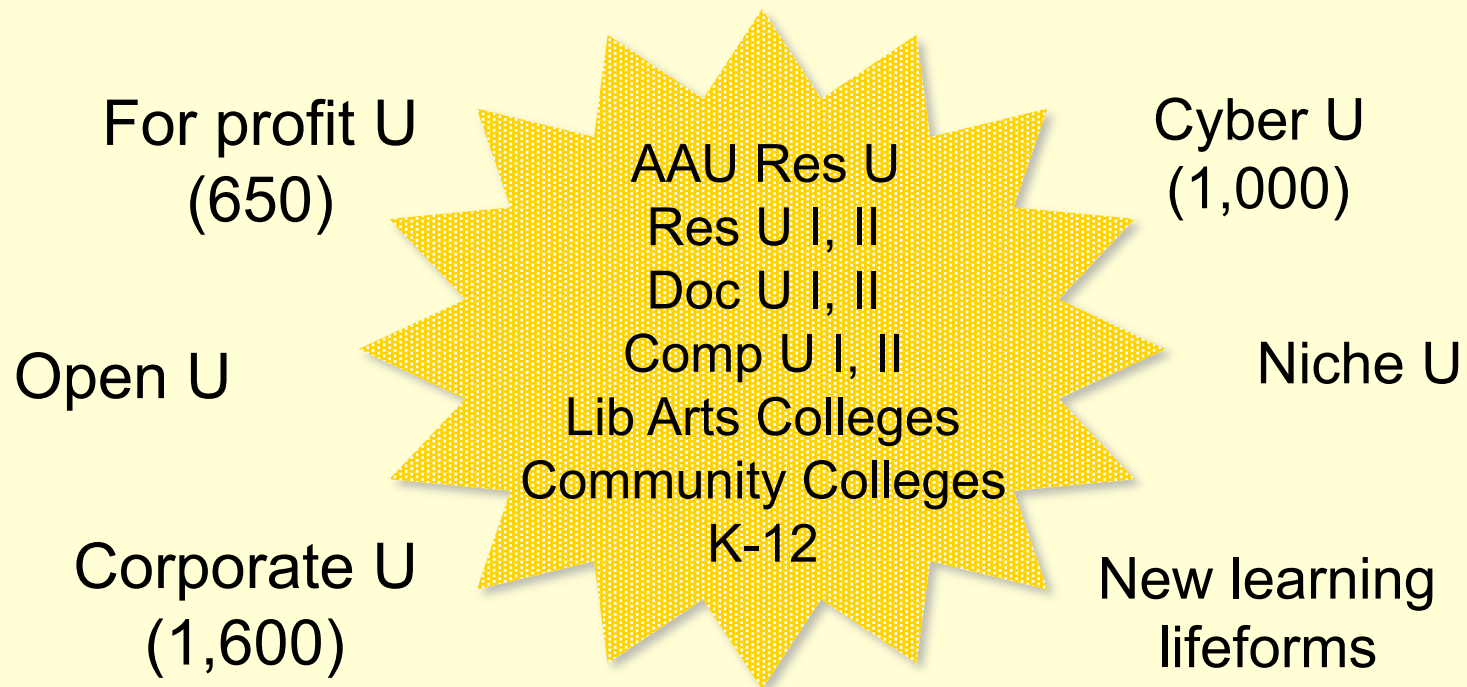 For profit U
(650)
Open U
Corporate U
(1,600)
AAU Res U
Res U I, II
Doc U I, II
Comp U I, II
Lib Arts Colleges
Community Colleges
K-12
Cyber U
(1,000)
Niche U
New learning
lifeforms